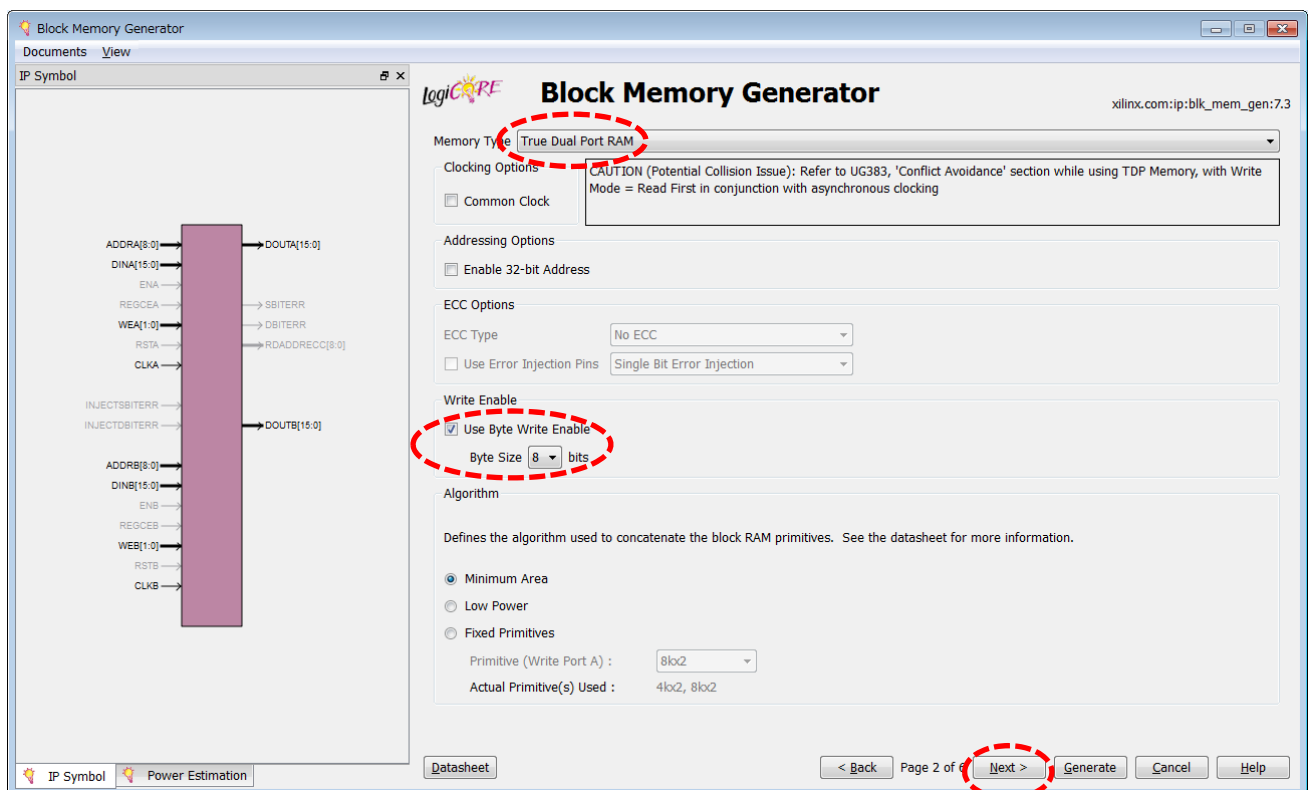 Block Memory Generator
Documents View
IP Symbol
LogiCORE
Block Memory Generator
xilinx.com:ip:blk_mem_gen:7.3
Memory Type True Dual Port RAM
Clocking Options
Common Clock
CAUTION (Potential Collision Issue): Refer to UG383, 'Conflict Avoidance' section while using TDP Memory, with Write
Mode = Read First in conjunction with asynchronous clocking
Addressing Options
Enable 32-bit Address
ECC Options
ECC Type No ECC
Use Error Injection Pins Single Bit Error Injection
Write Enable
Use Byte Write Enable
Byte Size 8 bits
Algorithm
Defines the algorithm used to concatenate the block RAM primitives. See the datasheet for more information.
Minimum Area
Low Power
Fixed Primitives
Primitive (Write Port A) : 8kx2
Actual Primitive(s) Used : 4kx2, 8kx2
ADDRA[8:0] DOUTA[15:0]
DINA[15:0]
ENA
REGCEA SBITERR
WEA[1:0] DBITERR
RSTA RDADDRECC[8:0]
CLKA
INJECTSBITERR
INJECTDBITERR DOUTB[15:0]
ADDRB[8:0]
DINB[15:0]
ENB
REGCEB
WEB[1:0]
RSTB
CLKB
IP Symbol Power Estimation
Datasheet < Back Page 2 of 6 Next > Generate Cancel Help